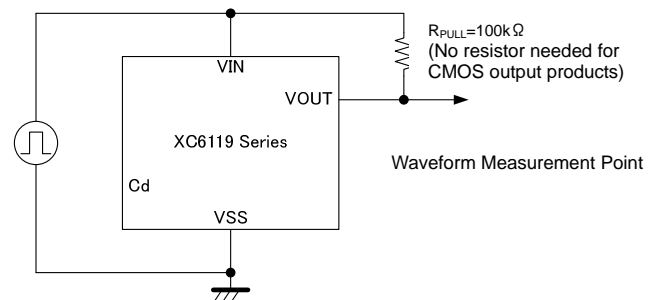 RPULL=100kΩ
(No resistor needed for
CMOS output products)
VIN
VOUT
XC6119 Series
Waveform Measurement Point
Cd
VSS